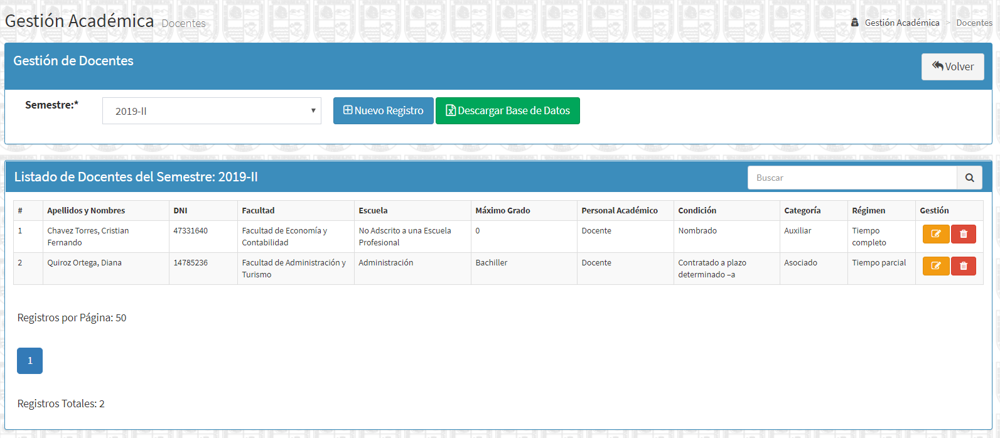 Gestión Académica Docentes
Gestión Académica > Docentes
Gestión de Docentes
Volver
Semestre:*
2019-II
Nuevo Registro
Descargar Base de Datos
Listado de Docentes del Semestre: 2019-II
Buscar
# Apellidos y Nombres DNI Facultad Escuela Máximo Grado Personal Académico Condición Categoría Régimen Gestión
1 Chavez Torres, Cristian 47331640 Facultad de Economía y No Adscrito a una Escuela 0 Docente Nombrado Auxiliar Tiempo
Fernando Contabilidad Profesional completo
2 Quiroz Ortega, Diana 14785236 Facultad de Administración y Administración Bachiller Docente Contratado a plazo Asociado Tiempo parcial
Turismo determinado –a
Registros por Página: 50
1
Registros Totales: 2